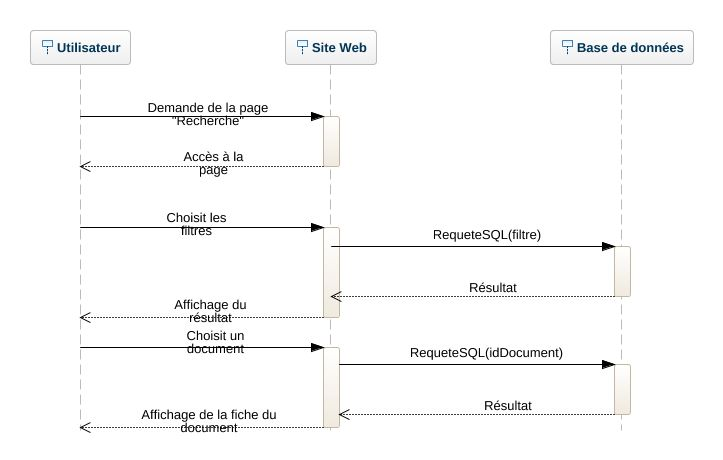 Utilisateur
Site Web
Base de données
Demande de la page
"Recherche"
Accès à la
page
Choisit les
filtres
RequeteSQL(filtre)
Résultat
Affichage du
résultat
Choisit un
document
RequeteSQL(idDocument)
Résultat
Affichage de la fiche du
document